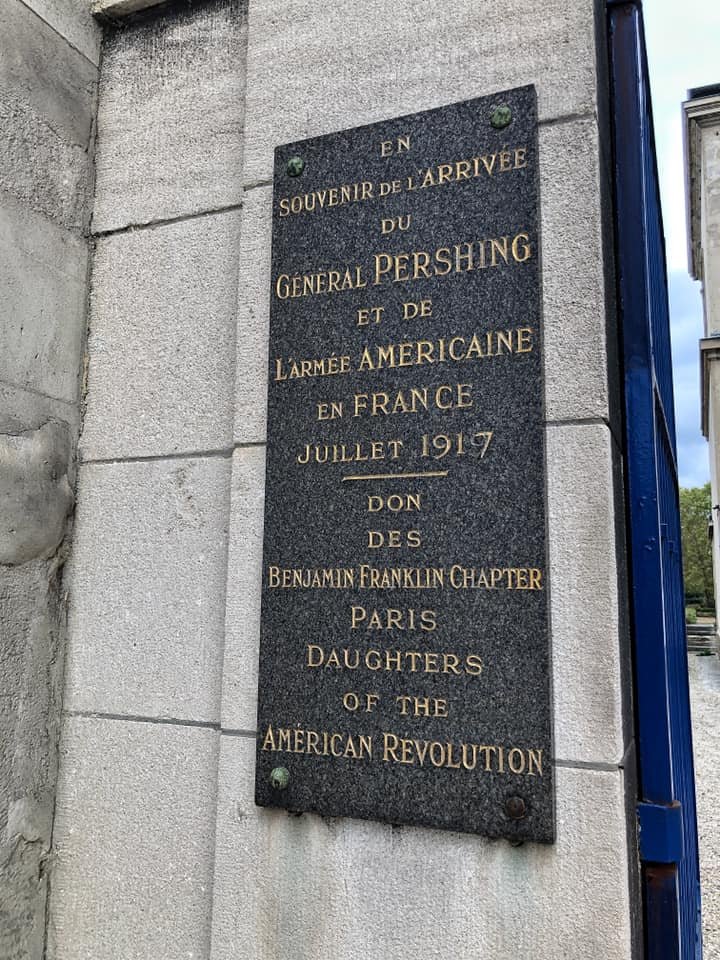 EN
SOUVENIR DE L'ARRIVÉE
DU
GÉNÉRAL PERSHING
ET DE
L'ARMÉE AMÉRICAINE
EN FRANCE
JUILLET 1917
DON
DES
BENJAMIN FRANKLIN CHAPTER
PARIS
DAUGHTERS
OF THE
AMÉRICAN RÉVOLUTION